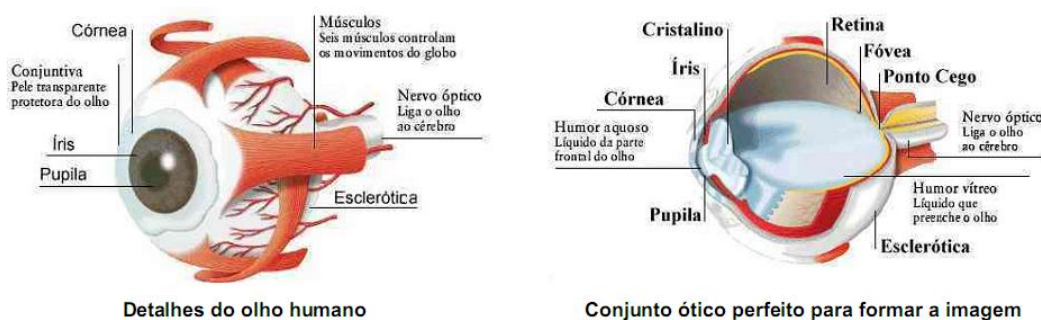 Córnea
Conjuntiva
Pele transparente
protetora do olho
Íris
Pupila
Músculos
Seis músculos controlam
os movimentos do globo
Nervo óptico
Liga o olho
ao cérebro
Esclerótica
Detalhes do olho humano
Cristalino
Íris
Córnea
Humor aquoso
Líquido da parte
frontal do olho
Pupila
Retina
Fóvea
Ponto Cego
Nervo óptico
Liga o olho
ao cérebro
Humor vítreo
Líquido que
preenche o olho
Esclerótica
Conjunto ótico perfeito para formar a imagem